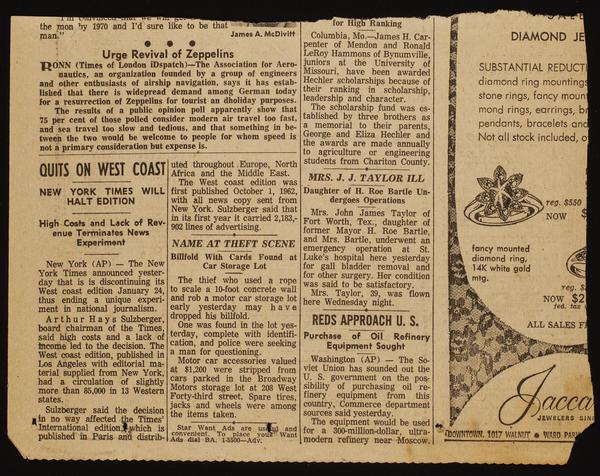 "I'm convinced that we will get
the mon by 1970 and I'd sure like to be that
man."
James A. McDivitt
Urge Revival of Zeppelins
BONN (Times of London iDspatch)—The Association for Aero-
nautics, an organization founded by a group of engineers
and other enthusiasts of airship navigation, says it has estab-
lished that there is widespread demand among German today
for a resurrection of Zeppelins for tourist an dholiday purposes.
The results of a public opinion poll apparently show that
75 per cent of those polled consider modern air travel too fast,
and sea travel too slow and tedious, and that something in be-
tween the two would be welcome to people for whom speed is
not a primary consideration but expense is.
QUITS ON WEST COAST
NEW YORK TIMES WILL
HALT EDITION
High Costs and Lack of Rev-
enue Terminates News
Experiment
New York (AP) — The New
York Times announced yester-
day that is is discontinuing its
West coast edition January 24,
thus ending a unique experi-
ment in national journalism.
Arthur Hays Sulzberger,
board chairman of the Times,
said high costs and a lack of
income led to the decision. The
West coast edition, published in
Los Angeles with editorial ma-
terial supplied from New York,
had a circulation of slightly
more than 85,000 in 13 Western
states.
Sulzberger said the decision
in no way affected the Times'
International edition, which is
published in Paris and distrib-
uted throughout Europe, North
Africa and the Middle East.
The West coast edition was
first published October 1, 1962,
with all news copy sent from
New York. Sulzberger said that
in its first year it carried 2,183,-
902 lines of advertising.
NAME AT THEFT SCENE
Billfold With Cards Found at
Car Storage Lot
The thief who used a rope
to scale a 10-foot concrete wall
and rob a motor car storage lot
early yesterday may have
dropped his billfold.
One was found in the lot yes-
terday, complete with identifi-
cation, and police were seeking
a man for questioning.
Motor car accessories valued
at $1,200 were stripped from
cars parked in the Broadway
Motors storage lot at 208 West
Forty-third street. Spare tires,
jacks and wheels were among
the items taken.
Star Want Ads are useful and
convenient. To place your Want
Ads dial BA. 1-5500—Adv.
for High Ranking
Columbia, Mo.—James H. Car-
penter of Mendon and Ronald
LeRoy Hammons of Bynumville,
juniors at the University of
Missouri, have been awarded
Hechler scholarships because of
their ranking in scholarship,
leadership and character.
The scholarship fund was es-
tablished by three brothers as
a memorial to their parents,
George and Eliza Hechler and
the awards are made annually
to agriculture or engineering
students from Chariton County.
MRS. J. J. TAYLOR ILL
Daughter of H. Roe Bartle Un-
dergoes Operations
Mrs. John James Taylor of
Fort Worth, Tex., daughter of
former Mayor H. Roe Bartle,
and Mrs. Bartle, underwent an
emergency operation at St.
Luke's hospital here yesterday
for gall bladder removal and
for other surgery. Her condition
was said to be satisfactory.
Mrs. Taylor, 39, was flown
here Wednesday night.
REDS APPROACH U. S.
Purchase of Oil Refinery
Equipment Sought
Washington (AP) — The So-
viet Union has sounded out the
U. S. government on the pos-
sibility of purchasing oil re-
finery equipment from this
country, Commerce department
sources said yesterday.
The equipment would be used
for a 300-million-dollar, ultra-
modern refinery near Moscow.
DIAMOND JE
SUBSTANTIAL REDUCTI
diamond ring mountings
stone rings, fancy moun
mond rings, earrings, br
pendants, bracelets and
Not all stock included, o
reg. $550
NOW $
fancy mounted
diamond ring,
14K white gold
mtg.
reg. $
NOW $2
fed. tax
ALL SALES FI
Jacca
JEWELERS SIN
DOWNTOWN, 1017 WALNUT • WARD PARK